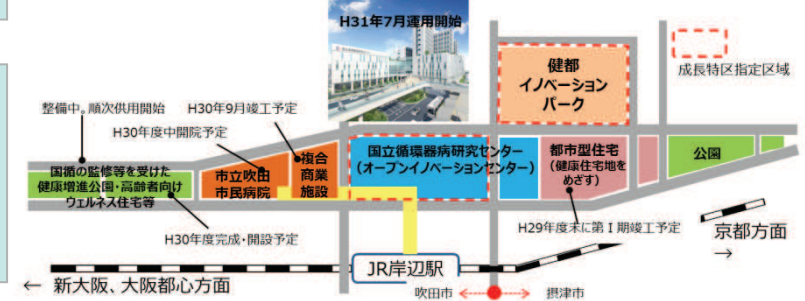 H31年7月運用開始
健都
イノベーション
パーク
成長特区指定区域
整備中。順次供用開始
H30年9月竣工予定
H30年度中開院予定
国循の監修等を受けた
健康増進公園・高齢者向け
ウェルネス住宅等
市立吹田
市民病院
複合
商業
施設
国立循環器病研究センター
(オープンイノベーションセンター)
都市型住宅
(健康住宅地を
めざす)
公園
H30年度完成・開設予定
H29年度末に第Ⅰ期竣工予定
京都方面
→
JR岸辺駅
← 新大阪、大阪都心方面
吹田市
摂津市